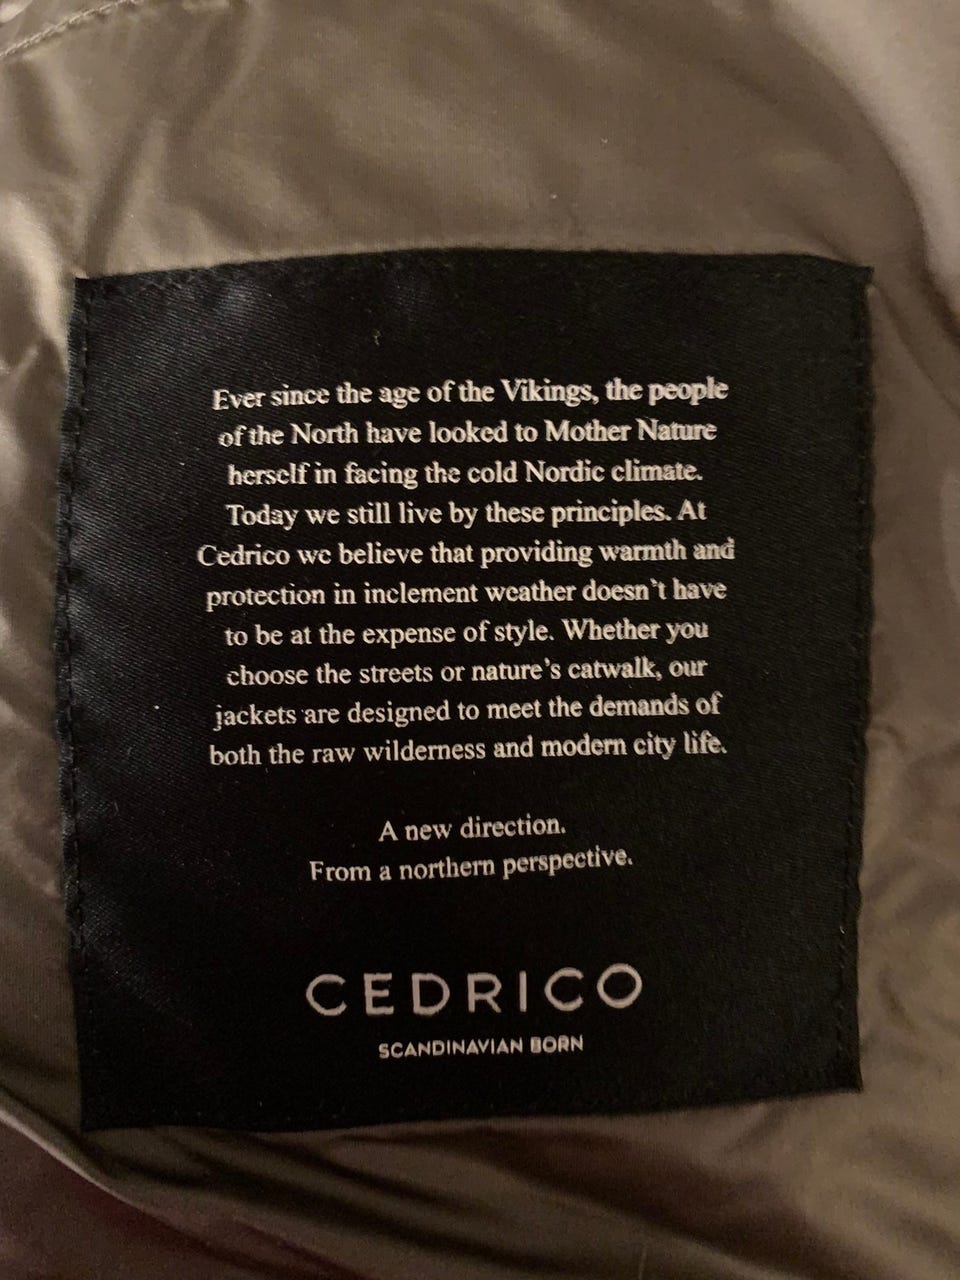 Ever since the age of the Vikings, the people
of the North have looked to Mother Nature
herself in facing the cold Nordic climate.
Today we still live by these principles. At
Cedrico we believe that providing warmth and
protection in inclement weather doesn't have
to be at the expense of style. Whether you
choose the streets or nature's catwalk, our
jackets are designed to meet the demands of
both the raw wilderness and modern city life.
A new direction.
From a northern perspective.
CEDRICO
SCANDINAVIAN BORN